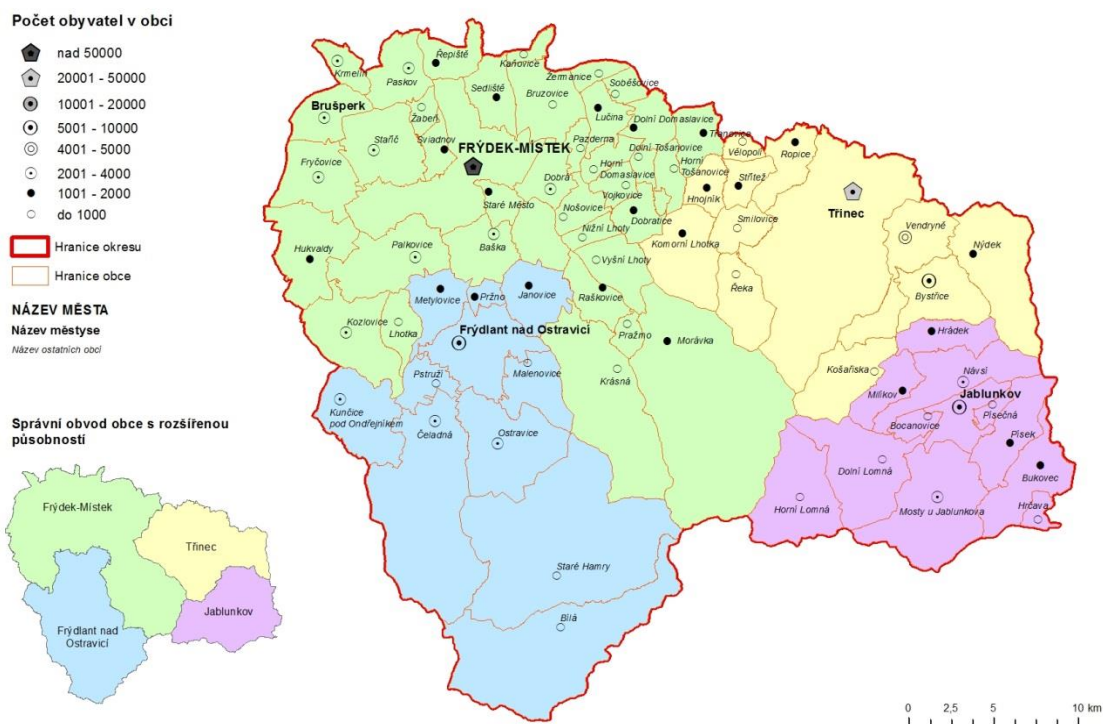 Počet obyvatel v obci
nad 50000
20001 - 50000
10001 - 20000
5001 - 10000
4001 - 5000
2001 - 4000
1001 - 2000
do 1000
Hranice okresu
Hranice obce
NÁZEV MĚSTA
Název městyse
Název ostatních obcí
Správní obvod obce s rozšířenou
působností
Frýdek-Místek
Třinec
Jablunkov
Frýdlant nad
Ostravicí
Krmelín
Paskov
Řepiště
Kaňovice
Žermanice
Soběšovice
Sedliště
Bruzovice
Brušperk
Žabeň
Lučina
Dolní Domaslavice
Staříč
Sviadnov
Pazderna
Tranovice
Vělopolí
Ropice
FRÝDEK-MÍSTEK
Dolní Tošanovice
Horní
Domaslavice
Horní
Tošanovice
Střítež
Fryčovice
Dobrá
Vojkovice
Hnojník
Třinec
Staré Město
Nošovice
Dobratice
Smilovice
Vendryně
Baška
Nižní Lhoty
Komorní Lhotka
Nýdek
Hukvaldy
Palkovice
Vyšní Lhoty
Řeka
Bystřice
Metylovice
Pržno
Janovice
Raškovice
Kozlovice
Lhotka
Frýdlant nad Ostravicí
Pražmo
Morávka
Hrádek
Pstruží
Malenovice
Krásná
Košařiska
Návsí
Milíkov
Jablunkov
Kunčice
pod Ondřejníkem
Čeladná
Ostravice
Bocanovice
Písečná
Písek
Dolní Lomná
Bukovec
Horní Lomná
Mosty u Jablunkova
Hrčava
Staré Hamry
Bílá
0 2,5 5 10 km